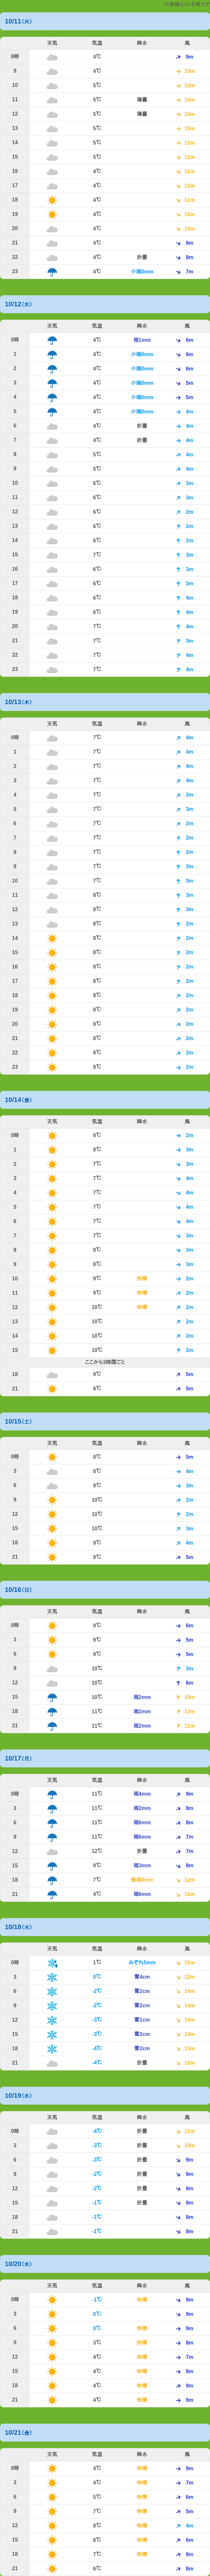 ※後続山の予報です
10/11(火)
天気 気温 降水 風
8時 4℃ 9m
9 4℃ 10m
10 5℃ 10m
11 5℃ 薄曇 10m
12 5℃ 薄曇 10m
13 5℃ 10m
14 5℃ 11m
15 5℃ 11m
16 4℃ 11m
17 4℃ 11m
18 4℃ 11m
19 4℃ 11m
20 4℃ 10m
21 4℃ 9m
22 4℃ 折曇 8m
23 4℃ 小雨0mm 7m
10/12(水)
天気 気温 降水 風
0時 4℃ 雨1mm 6m
1 4℃ 小雨0mm 6m
2 4℃ 小雨0mm 6m
3 4℃ 小雨0mm 5m
4 4℃ 小雨0mm 5m
5 4℃ 小雨0mm 4m
6 4℃ 折曇 4m
7 4℃ 折曇 4m
8 5℃ 4m
9 5℃ 4m
10 6℃ 3m
11 6℃ 3m
12 6℃ 2m
13 6℃ 2m
14 6℃ 2m
15 7℃ 3m
16 6℃ 3m
17 6℃ 3m
18 6℃ 4m
19 6℃ 4m
20 7℃ 4m
21 7℃ 3m
22 7℃ 4m
23 7℃ 4m
10/13(木)
天気 気温 降水 風
0時 7℃ 4m
1 7℃ 4m
2 7℃ 4m
3 7℃ 4m
4 7℃ 3m
5 7℃ 3m
6 7℃ 2m
7 7℃ 2m
8 7℃ 2m
9 7℃ 3m
10 7℃ 3m
11 8℃ 3m
12 8℃ 3m
13 8℃ 2m
14 8℃ 2m
15 8℃ 2m
16 8℃ 2m
17 8℃ 2m
18 8℃ 2m
19 8℃ 2m
20 8℃ 2m
21 8℃ 2m
22 8℃ 2m
23 8℃ 2m
10/14(金)
天気 気温 降水 風
0時 8℃ 2m
1 8℃ 3m
2 7℃ 3m
3 7℃ 4m
4 7℃ 4m
5 7℃ 4m
6 7℃ 4m
7 7℃ 3m
8 8℃ 3m
9 8℃ 3m
10 9℃ 快晴 2m
11 9℃ 快晴 2m
12 10℃ 快晴 2m
13 10℃ 2m
14 10℃ 2m
15 10℃ 2m
ここから3時間ごと
18 9℃ 5m
21 8℃ 5m
10/15(土)
天気 気温 降水 風
0時 8℃ 5m
3 8℃ 4m
6 9℃ 3m
9 10℃ 2m
12 10℃ 2m
15 10℃ 3m
18 9℃ 4m
21 9℃ 5m
10/16(日)
天気 気温 降水 風
0時 9℃ 6m
3 9℃ 5m
6 9℃ 5m
9 10℃ 3m
12 10℃ 6m
15 10℃ 雨2mm 10m
18 11℃ 雨2mm 13m
21 11℃ 雨2mm 11m
10/17(月)
天気 気温 降水 風
0時 11℃ 雨4mm 9m
3 11℃ 雨2mm 8m
6 11℃ 雨6mm 8m
9 11℃ 雨6mm 7m
12 12℃ 折曇 7m
15 9℃ 雨3mm 8m
18 7℃ 強雨8mm 12m
21 4℃ 雨6mm 11m
10/18(火)
天気 気温 降水 風
0時 1℃ みぞれ5mm 11m
3 0℃ 雪4cm 12m
6 -2℃ 雪2cm 14m
9 -2℃ 雪2cm 14m
12 -3℃ 雪1cm 14m
15 -3℃ 雪2cm 14m
18 -4℃ 雪2cm 13m
21 -4℃ 折曇 12m
10/19(水)
天気 気温 降水 風
0時 -4℃ 折曇 11m
3 -3℃ 折曇 10m
6 -3℃ 折曇 9m
9 -2℃ 折曇 9m
12 -2℃ 折曇 8m
15 -1℃ 折曇 8m
18 -1℃ 8m
21 -1℃ 8m
10/20(木)
天気 気温 降水 風
0時 -1℃ 快晴 9m
3 0℃ 快晴 9m
6 0℃ 快晴 9m
9 3℃ 快晴 8m
12 4℃ 快晴 7m
15 4℃ 快晴 8m
18 4℃ 快晴 9m
21 4℃ 快晴 9m
10/21(金)
天気 気温 降水 風
0時 4℃ 快晴 9m
3 4℃ 快晴 7m
6 5℃ 快晴 6m
9 7℃ 快晴 5m
12 8℃ 快晴 4m
15 8℃ 快晴 6m
18 7℃ 快晴 8m
21 6℃ 8m